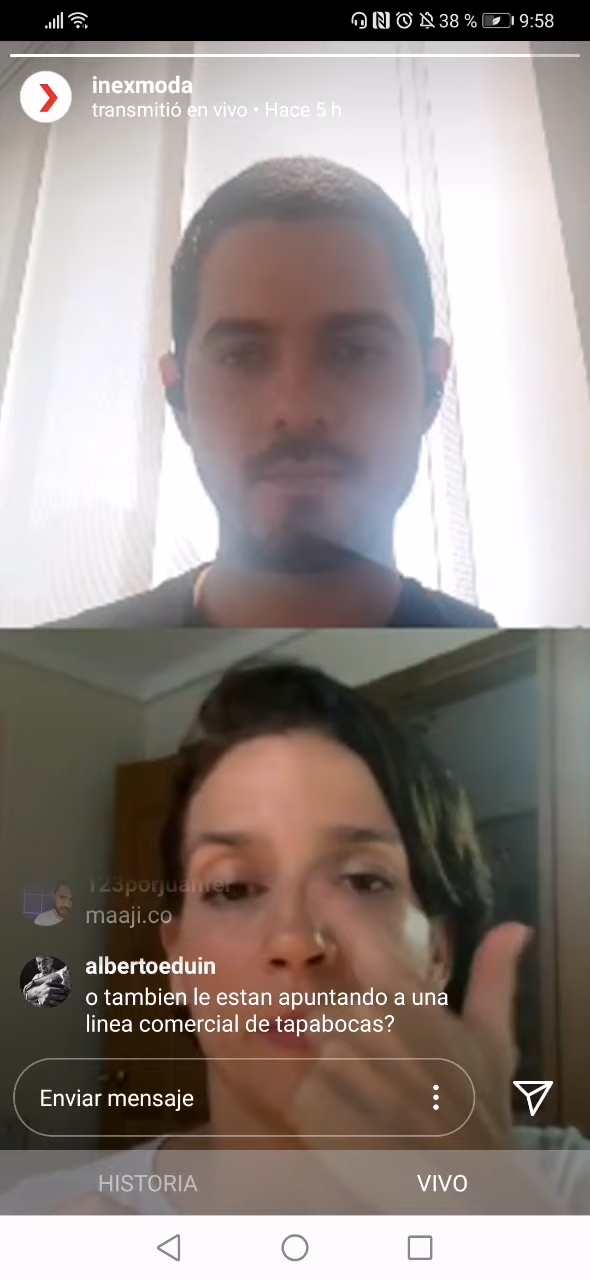 38 %
9:58
inexmoda
transmitió en vivo • Hace 5 h
123porjuanfer
maaji.co
albertoeduin
o tambien le estan apuntando a una
linea comercial de tapabocas?
Enviar mensaje
HISTORIA
VIVO